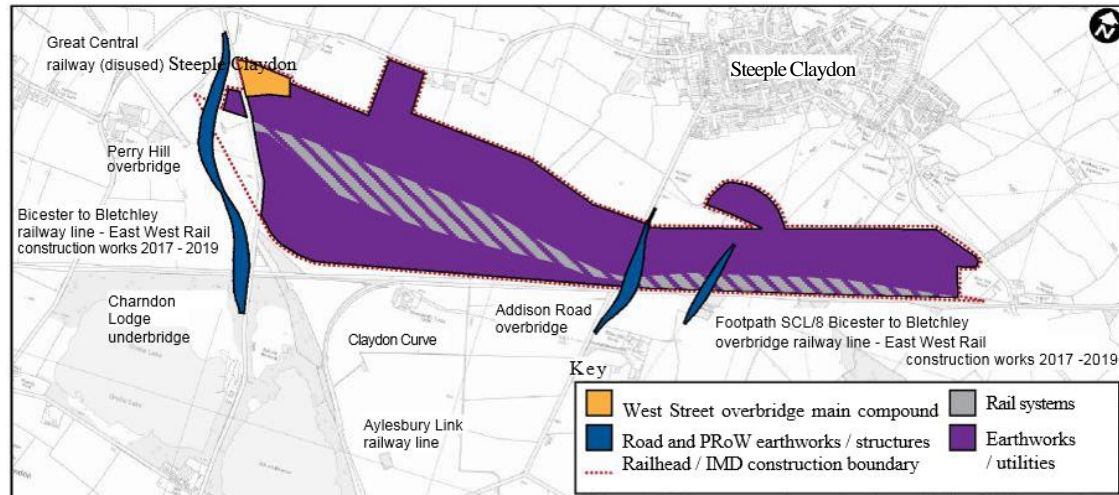 Great Central
railway (disused) Steeple Claydon
Steeple Claydon
N
Perry Hill
overbridge
Bicester to Bletchley
railway line - East West Rail
construction works 2017 - 2019
Charndon
Lodge
underbridge
Claydon Curve
Aylesbury Link
railway line
Addison Road
overbridge
Footpath SCL/8 Bicester to Bletchley
overbridge railway line - East West Rail
construction works 2017 -2019
Key
West Street overbridge main compound
Road and PRoW earthworks / structures
Railhead / IMD construction boundary
Rail systems
Earthworks
/ utilities